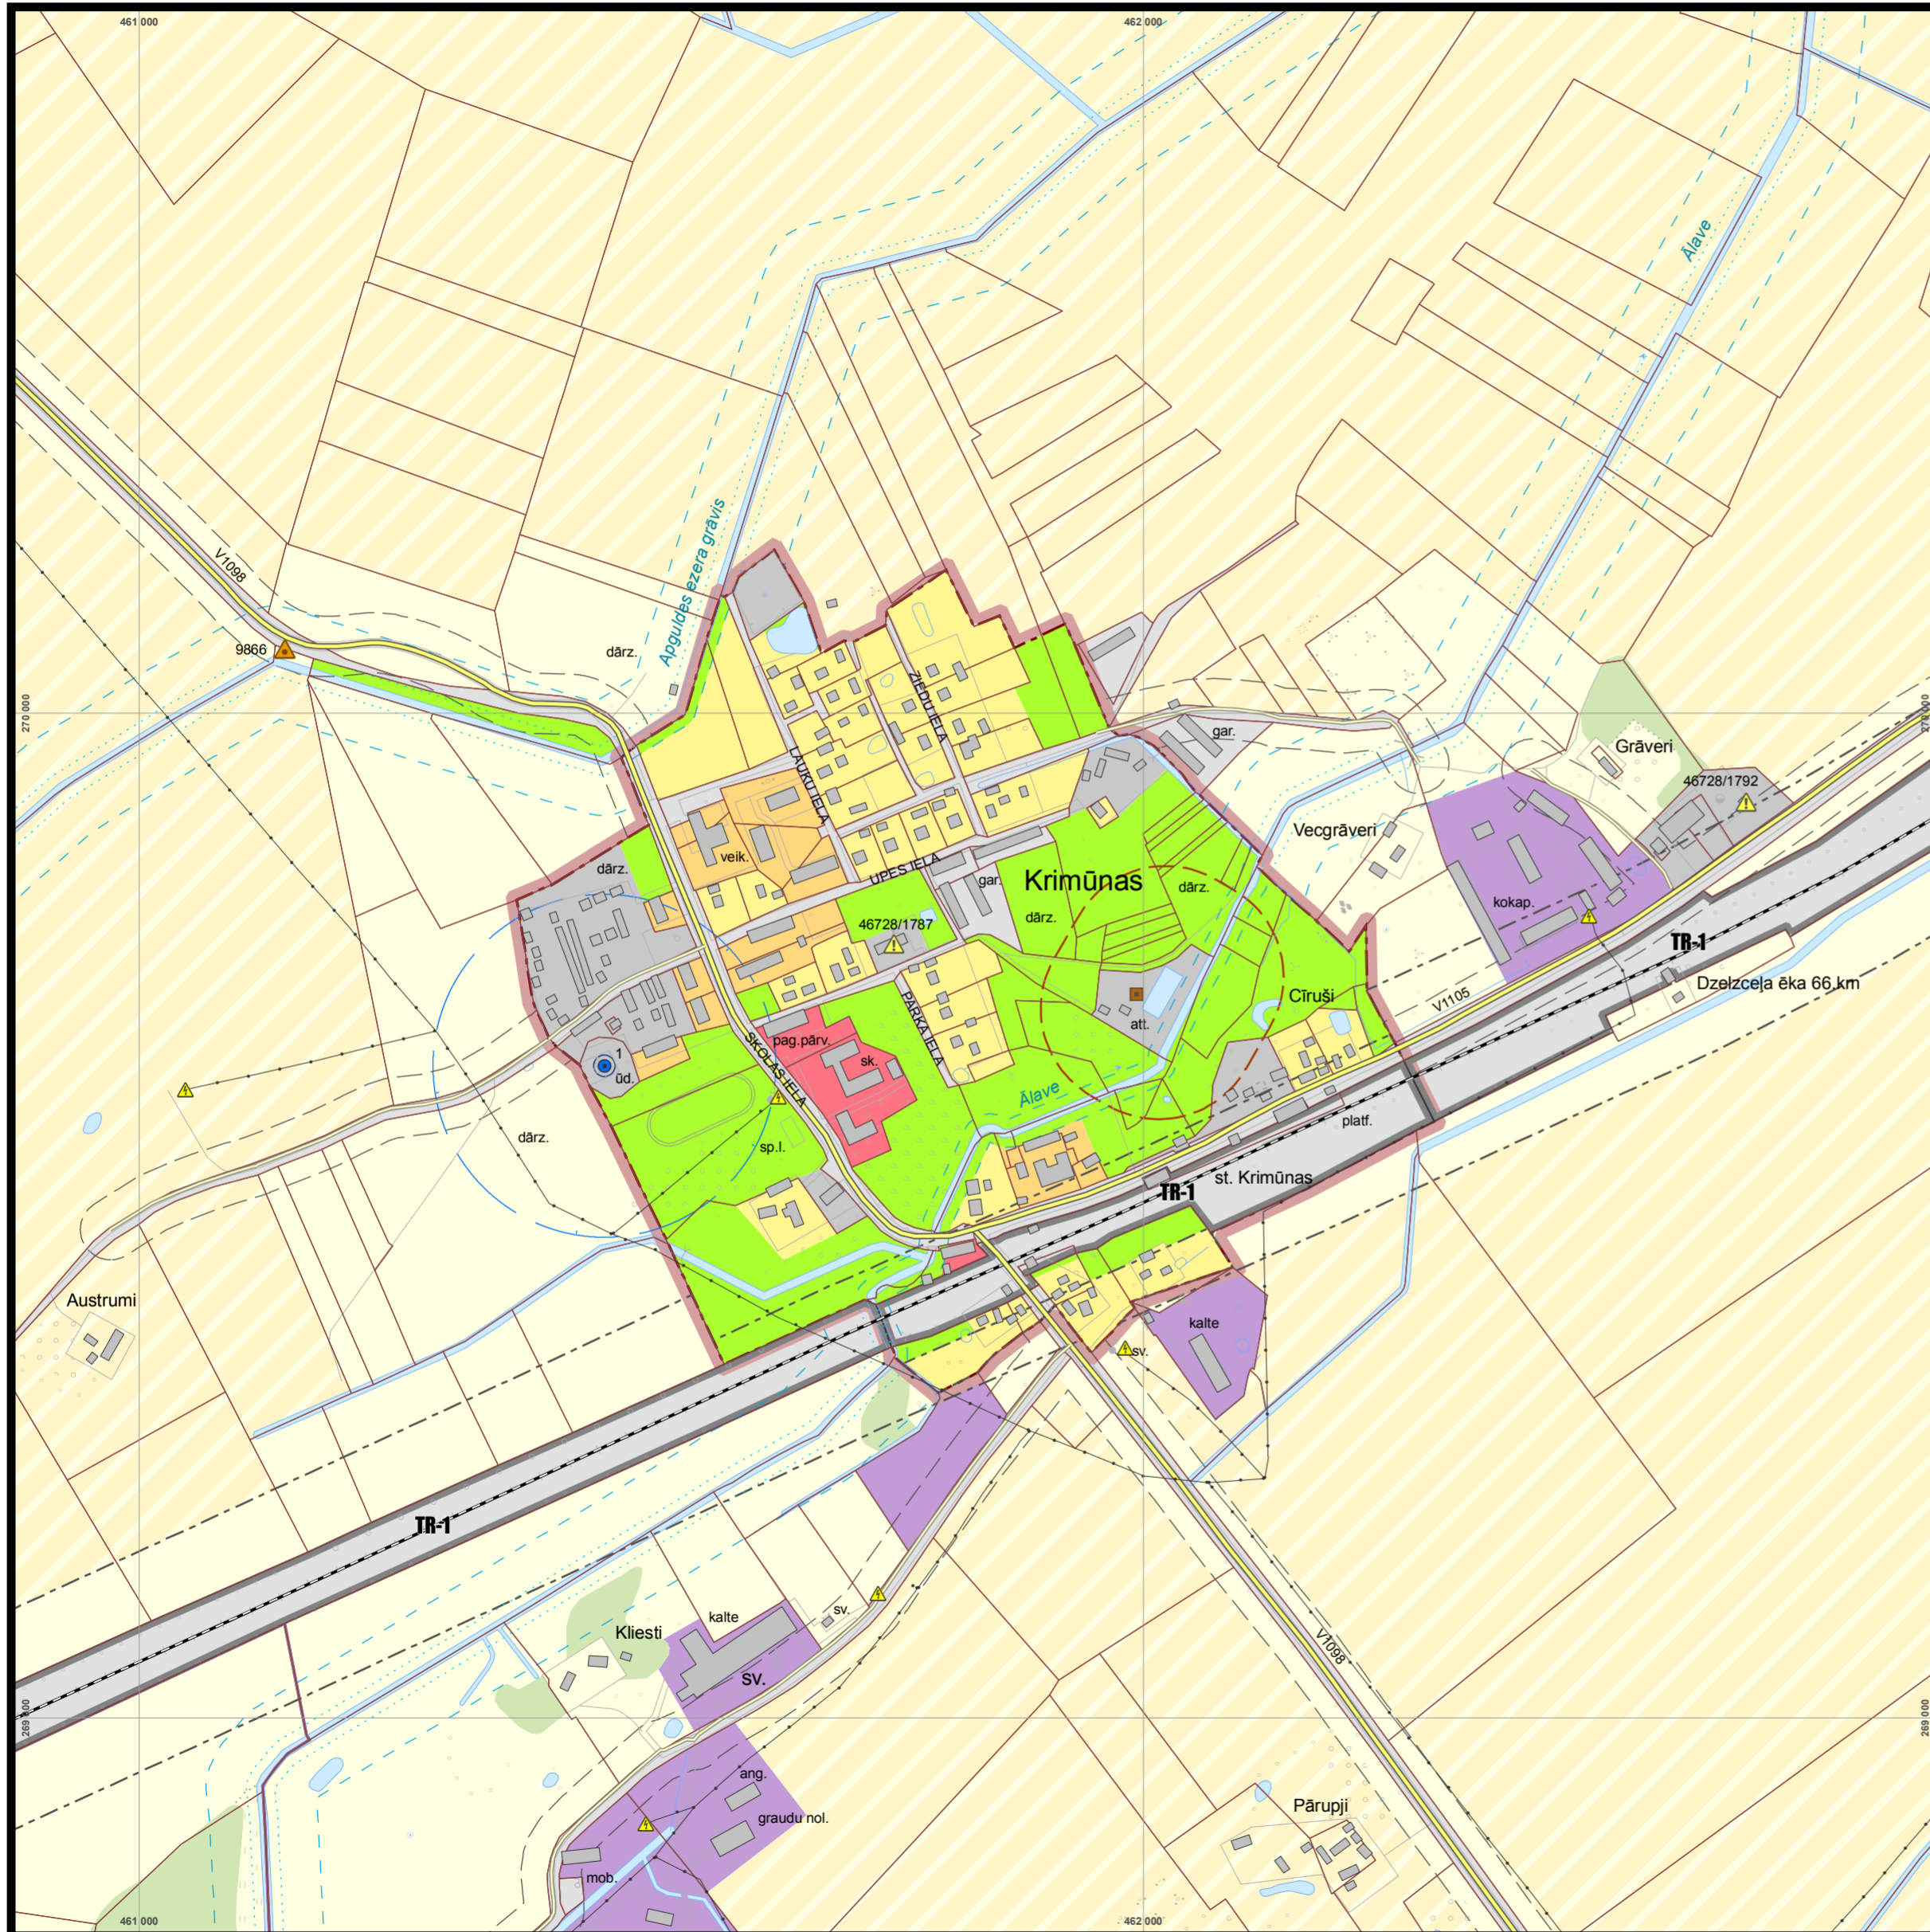 461 000
462 000
Ālave
Apguldes ezera grāvis
V1098
9866
dārz.
270 000
270 000
ZIEDU IELA
LAUKU IELA
gar.
Grāveri
46728/1792
Vecgrāveri
veik.
dārz.
UPES IELA
gar.
Krimūnas
dārz.
dārz.
kokap.
46728/1787
TR-1
Dzelzceļa ēka 66.km
Cīruši
V1105
PARKA IELA
att.
SKOLAS IELA
pag.pārv.
sk.
1
ūd.
Ālave
platf.
dārz.
sp.l.
st. Krimūnas
TR-1
Austrumi
kalte
sv.
TR-1
kalte
sv.
Kliesti
V1098
sv.
269 000
269 000
ang.
graudu nol.
Pārupji
mob.
461 000
462 000